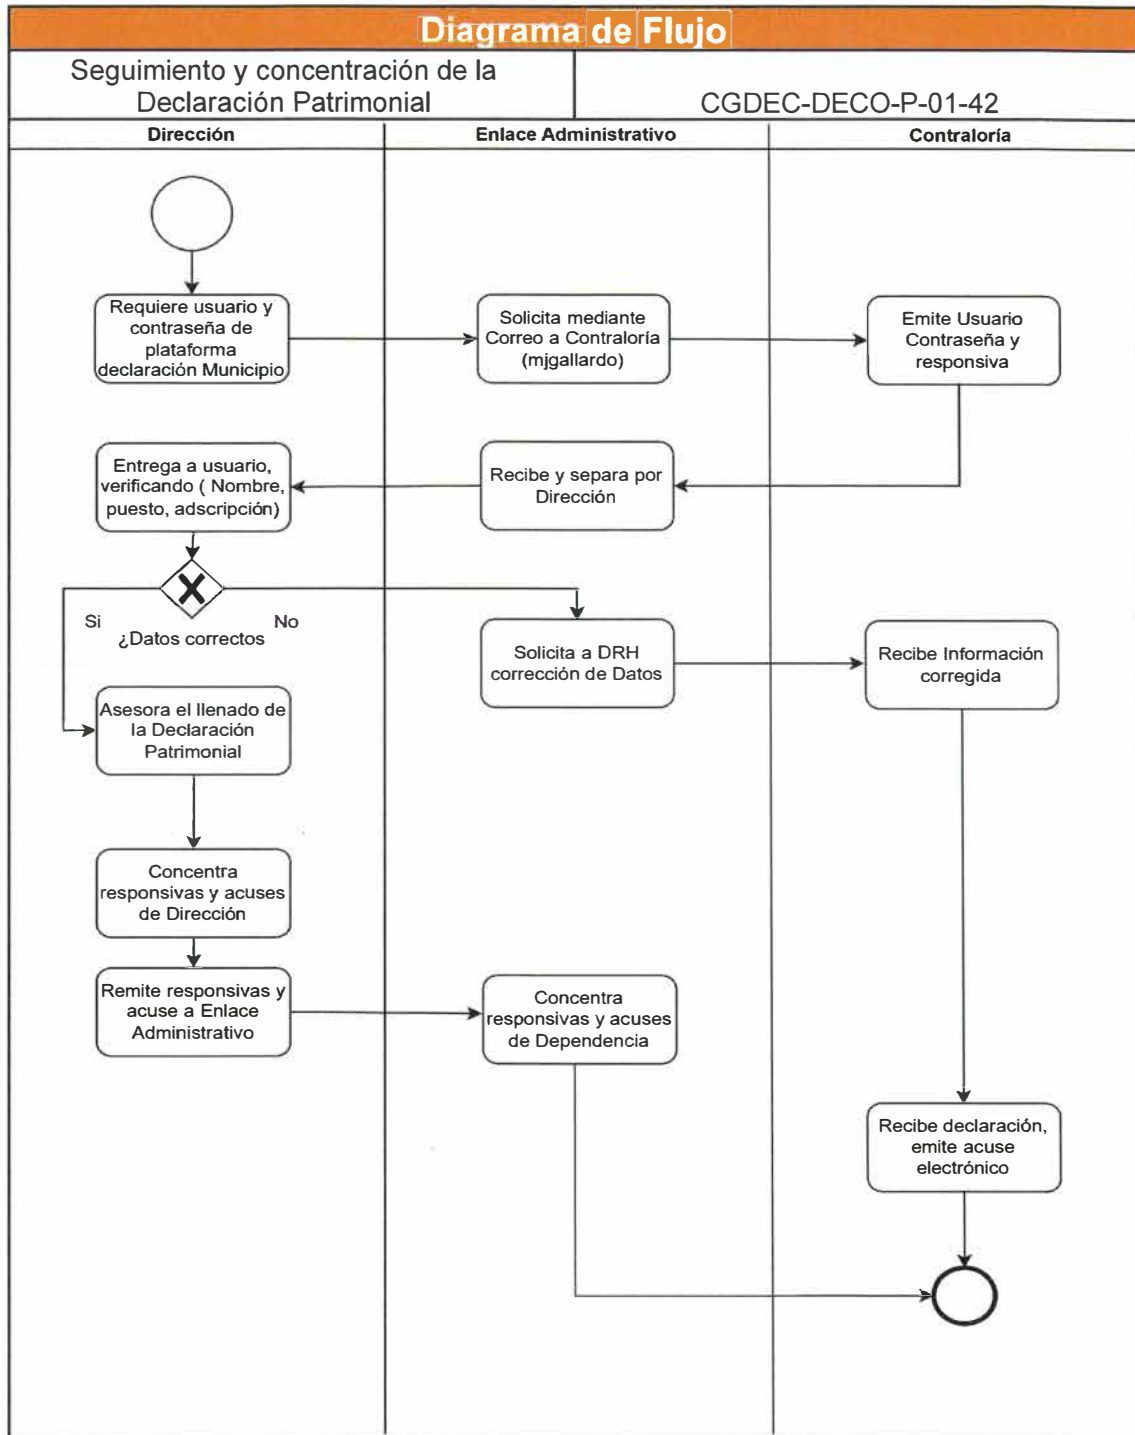 Diagrama de Flujo
Seguimiento y concentración de la
Declaración Patrimonial
CGDEC-DECO-P-01-42
Dirección
Enlace Administrativo
Contraloría
Requiere usuario y
contraseña de
plataforma
declaración Municipio
Solicita mediante
Correo a Contraloría
(mjgallardo)
Emite Usuario
Contraseña y
responsiva
Entrega a usuario,
verificando ( Nombre,
puesto, adscripción)
Recibe y separa por
Dirección
Si
No
¿Datos correctos
Solicita a DRH
corrección de Datos
Recibe Información
corregida
Asesora el llenado de
la Declaración
Patrimonial
Concentra
responsivas y acuses
de Dirección
Remite responsivas y
acuse a Enlace
Administrativo
Concentra
responsivas y acuses
de Dependencia
Recibe declaración,
emite acuse
electrónico